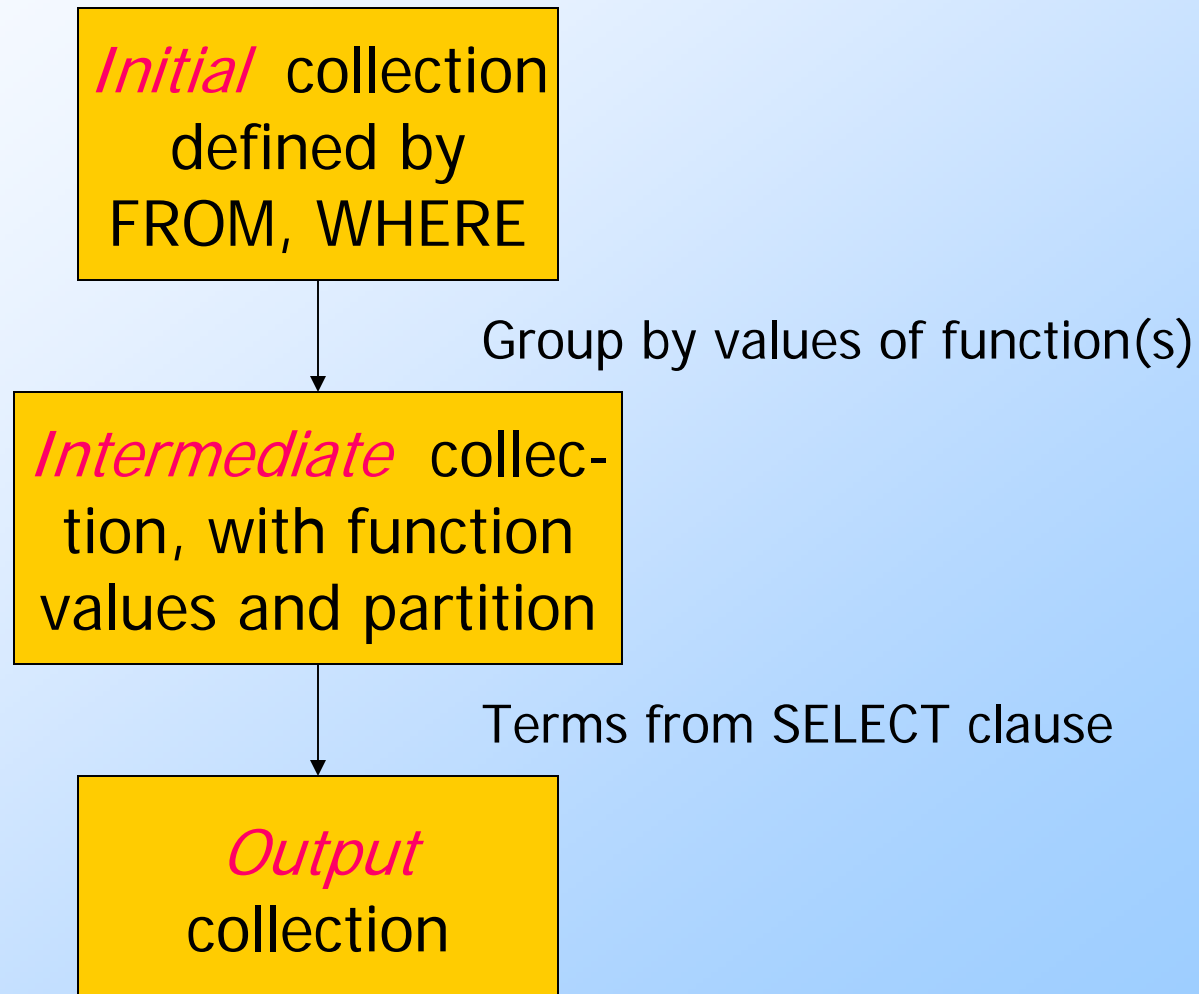 Initial collection
defined by
FROM, WHERE
Group by values of function(s)
Intermediate collec-
tion, with function
values and partition
Terms from SELECT clause
Output
collection